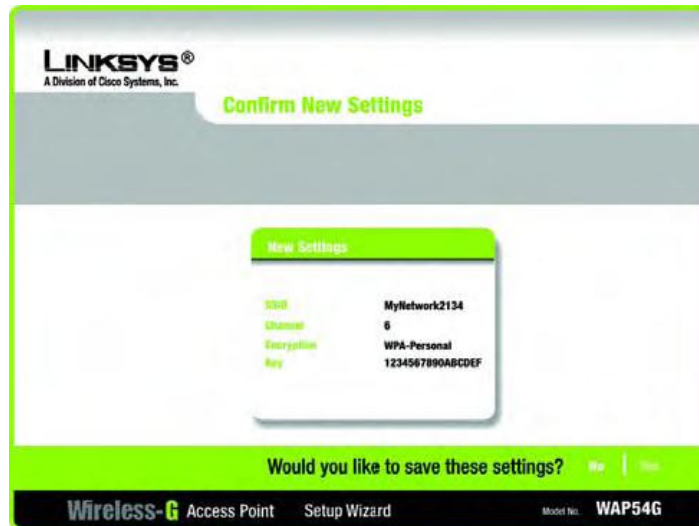 LINKSYS®
A Division of Cisco Systems, Inc.
Confirm New Settings
New Settings
SSID MyNetwork2134
Channel 6
Encryption WPA-Personal
Key 1234567890ABCDEF
Would you like to save these settings? No | Yes
Wireless-G Access Point Setup Wizard Model No. WAP54G